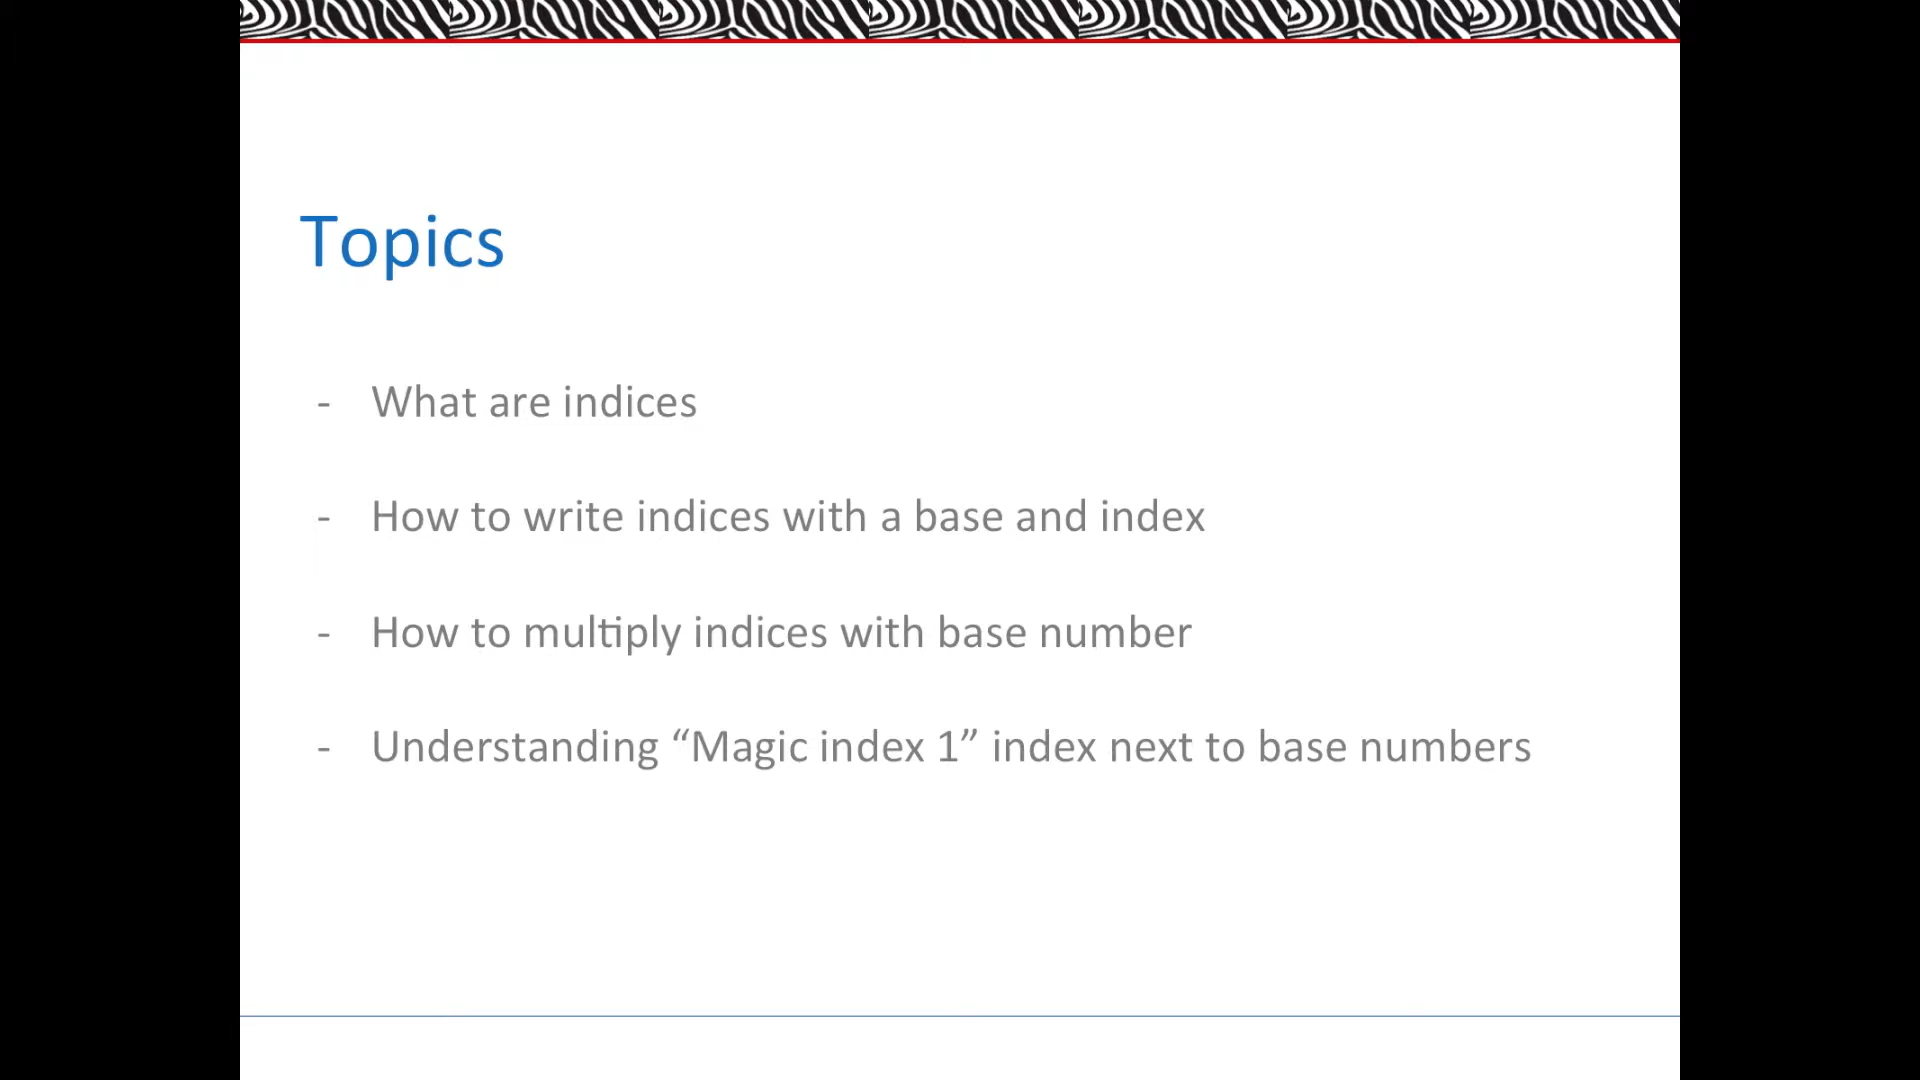 Topics
- What are indices
- How to write indices with a base and index
- How to multiply indices with base number
- Understanding “Magic index 1” index next to base numbers